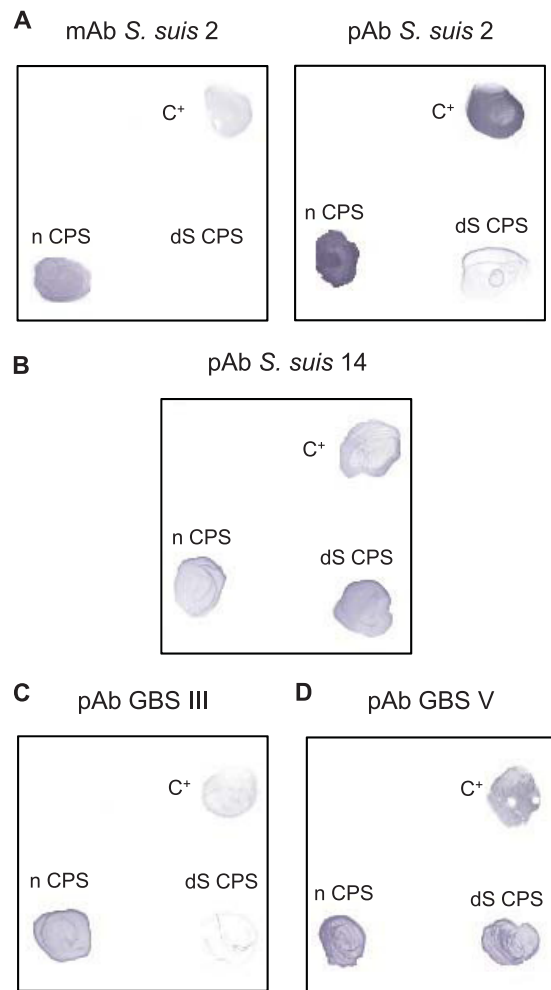 A
mAb S. suis 2
pAb S. suis 2
C⁺
C⁺
n CPS
dS CPS
n CPS
dS CPS
B
pAb S. suis 14
C⁺
n CPS
dS CPS
C
pAb GBS III
D
pAb GBS V
C⁺
C⁺
n CPS
dS CPS
n CPS
dS CPS